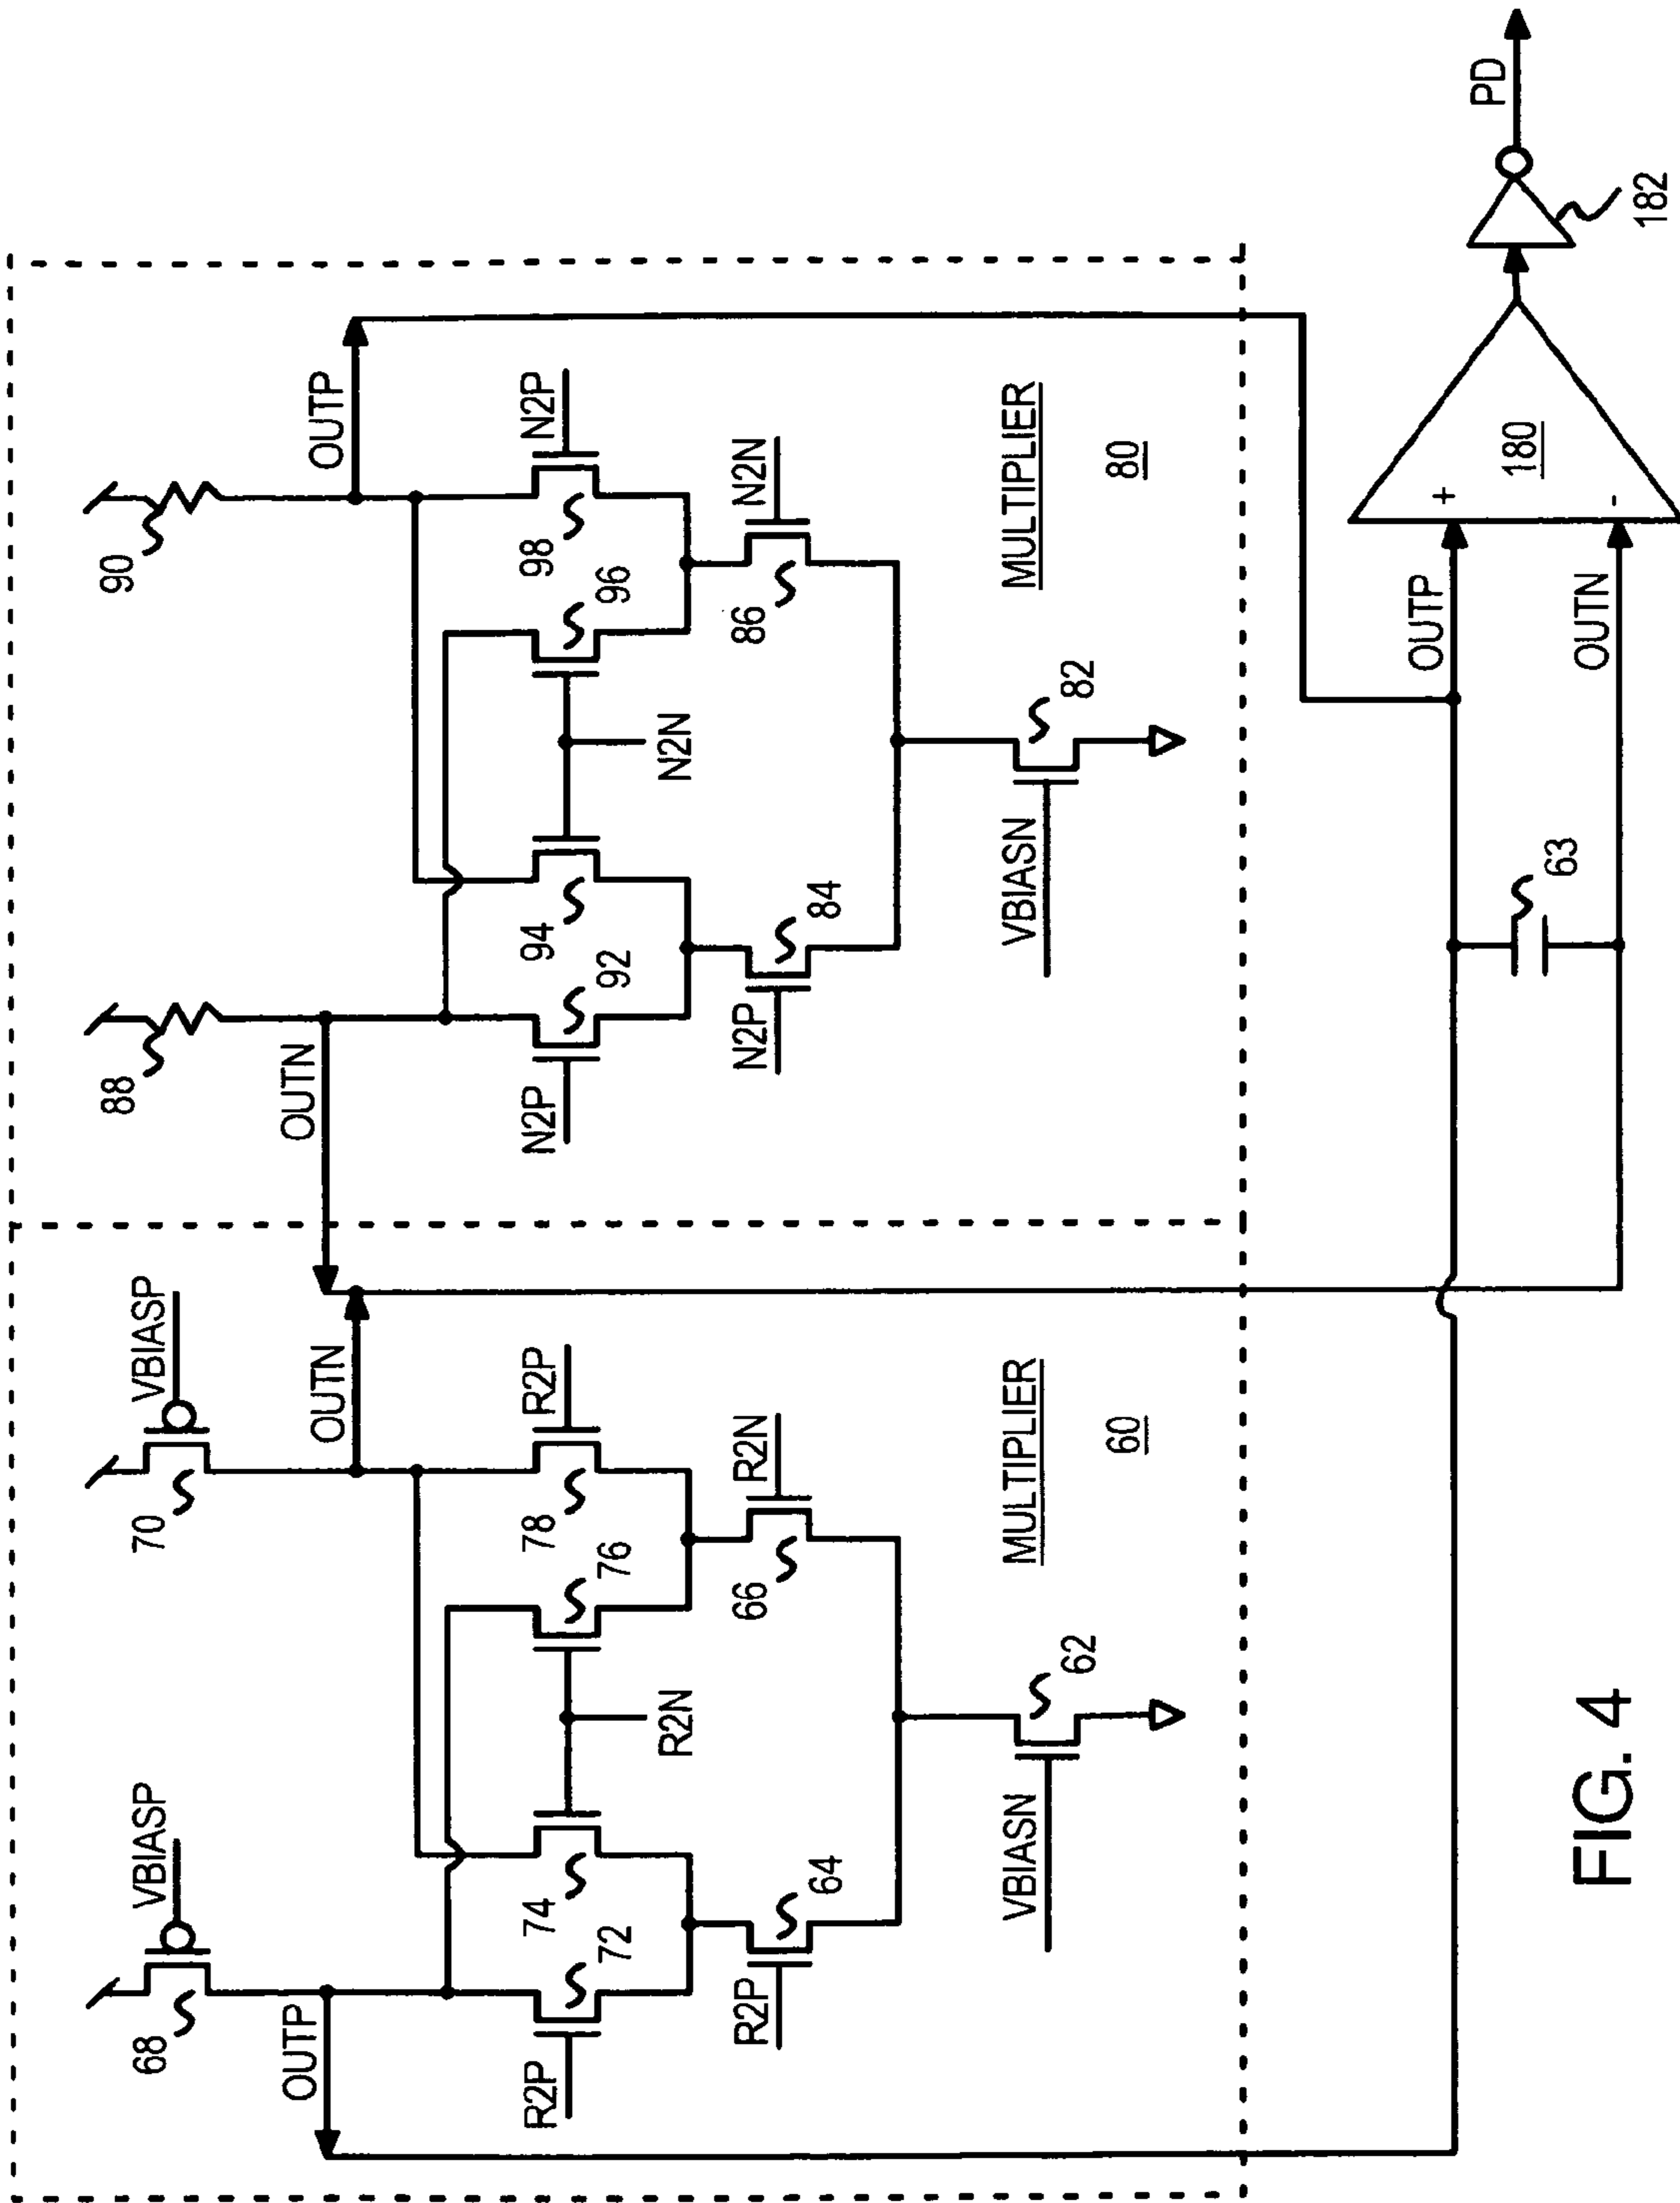 68
VBIASP
70
VBIASP
88
90
OUTP
OUTN
OUTN
OUTP
R2P
72
74
R2N
76
78
R2P
N2P
92
94
N2N
96
98
N2P
R2P
64
66
R2N
N2P
84
86
N2N
VBIASN
62
MULTIPLIER
60
VBIASN
82
MULTIPLIER
80
63
OUTP
OUTN
+
-
180
182
PD
FIG. 4